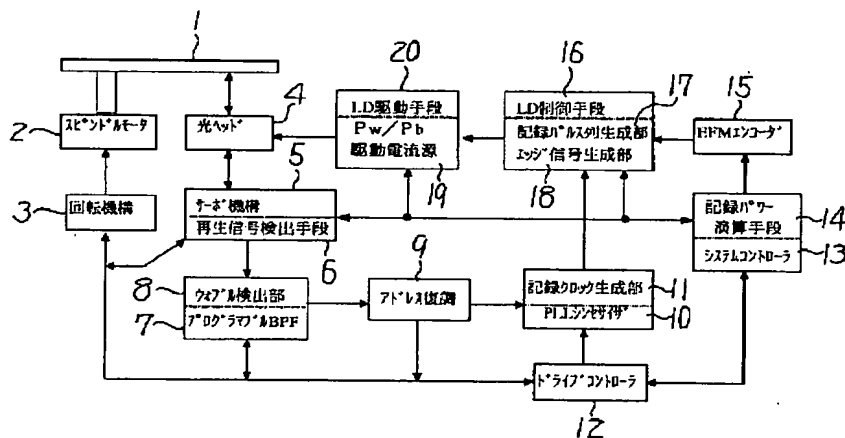 1
20
16
17
15
2
スピンドルモータ
4
光ヘッド
LD駆動手段
Pw/Pb
駆動電流源
19
LD制御手段
記録パルス列生成部
エッジ信号生成部
18
EFMエンコーダ
3
回転機構
5
サーボ機構
再生信号検出手段
6
記録パワー
演算手段
14
システムコントローラ
13
8
ウォブル検出部
7
プログラマブルBPF
9
アドレス復調
記録クロック生成部
11
PLLシンセサイザ
10
ドライブコントローラ
12